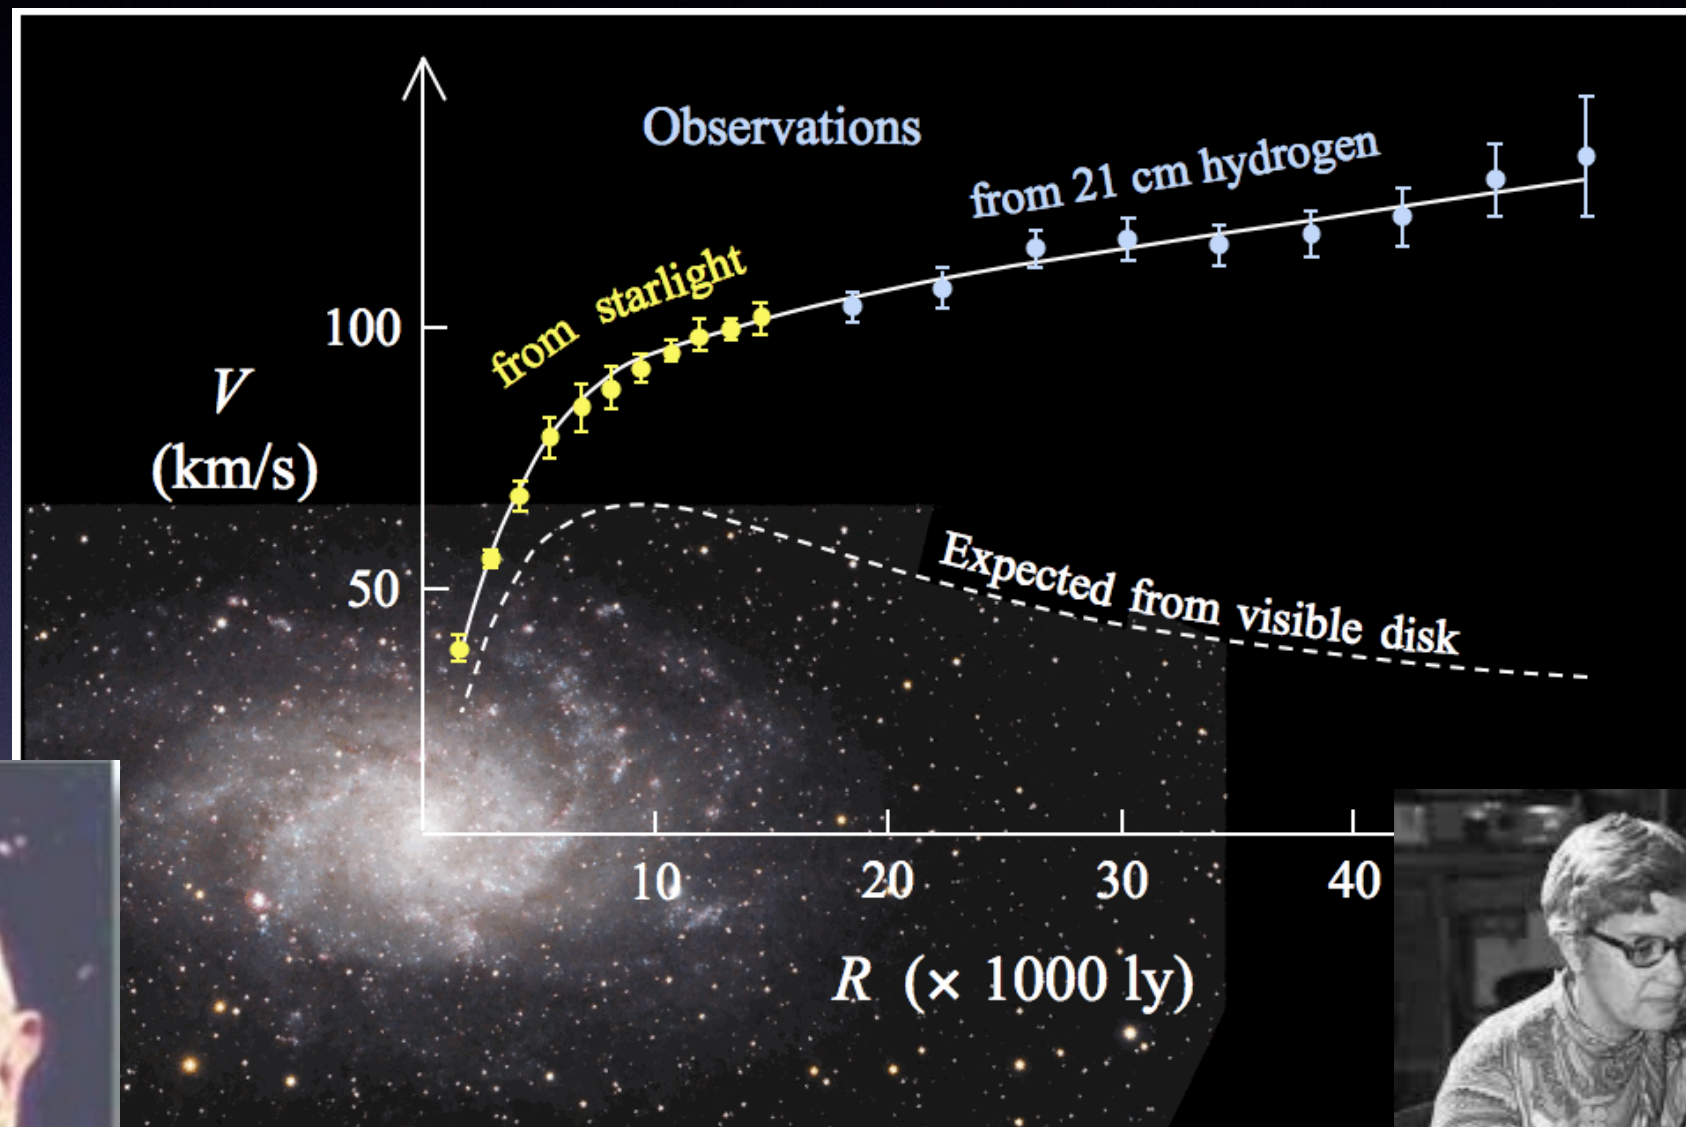 Observations
from 21 cm hydrogen
from starlight
100
V
(km/s)
50
Expected from visible disk
10
20
30
40
R (× 1000 ly)